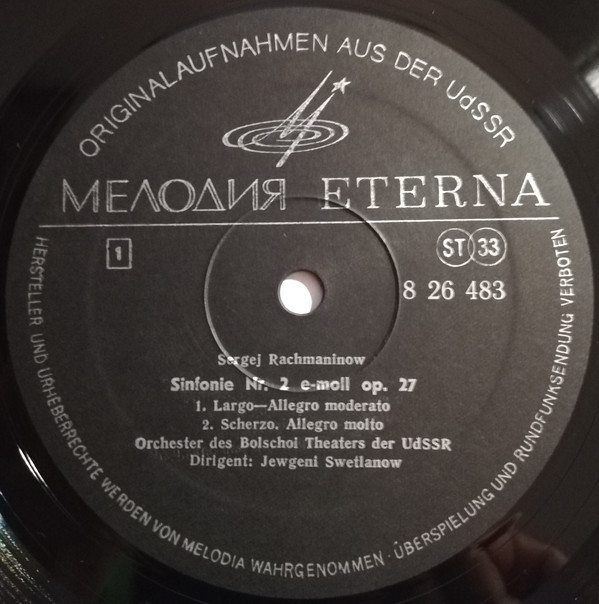 ORIGINALAUFNAHMEN AUS DER UdSSR
МЕЛОДИЯ ETERNA
1
ST 33
8 26 483
Sergej Rachmaninow
Sinfonie Nr. 2 e-moll op. 27
1. Largo—Allegro moderato
2. Scherzo. Allegro molto
Orchester des Bolschoi Theaters der UdSSR
Dirigent: Jewgeni Swetlanow
HERSTELLER UND URHEBERRECHTE WERDEN VON MELODIA WAHRGENOMMEN · ÜBERSPIELUNG UND RUNDFUNKSENDUNG VERBOTEN